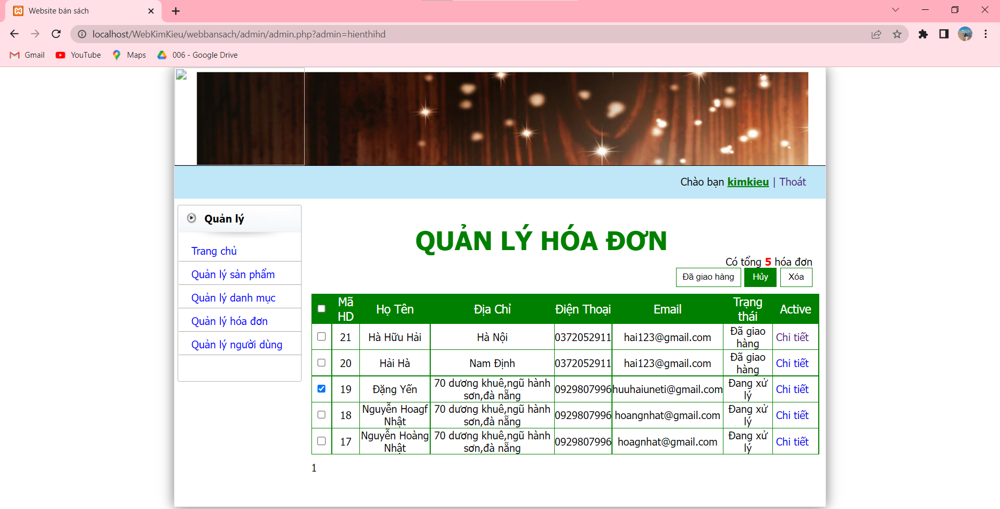 Website bán sách
localhost/WebKimKieu/webbansach/admin/admin.php?admin=hienthihd
Gmail YouTube Maps 006 - Google Drive
Chào bạn kimkieu | Thoát
Quản lý
Trang chủ
Quản lý sản phẩm
Quản lý danh mục
Quản lý hóa đơn
Quản lý người dùng
QUẢN LÝ HÓA ĐƠN
Có tổng 5 hóa đơn
Đã giao hàng Hủy Xóa
Mã HD Họ Tên Địa Chỉ Điện Thoại Email Trạng thái Active
21 Hà Hữu Hải Hà Nội 0372052911 hai123@gmail.com Đã giao hàng Chi tiết
20 Hải Hà Nam Định 0372052911 hai123@gmail.com Đã giao hàng Chi tiết
19 Đặng Yến 70 dương khuê,ngũ hành sơn,đà nẵng 0929807996 huuhaiuneti@gmail.com Đang xử lý Chi tiết
18 Nguyễn Hoagf Nhật 70 dương khuê,ngũ hành sơn,đà nẵng 0929807996 hoangnhat@gmail.com Đang xử lý Chi tiết
17 Nguyễn Hoàng Nhật 70 dương khuê,ngũ hành sơn,đà nẵng 0929807996 hoagnhat@gmail.com Đang xử lý Chi tiết
1